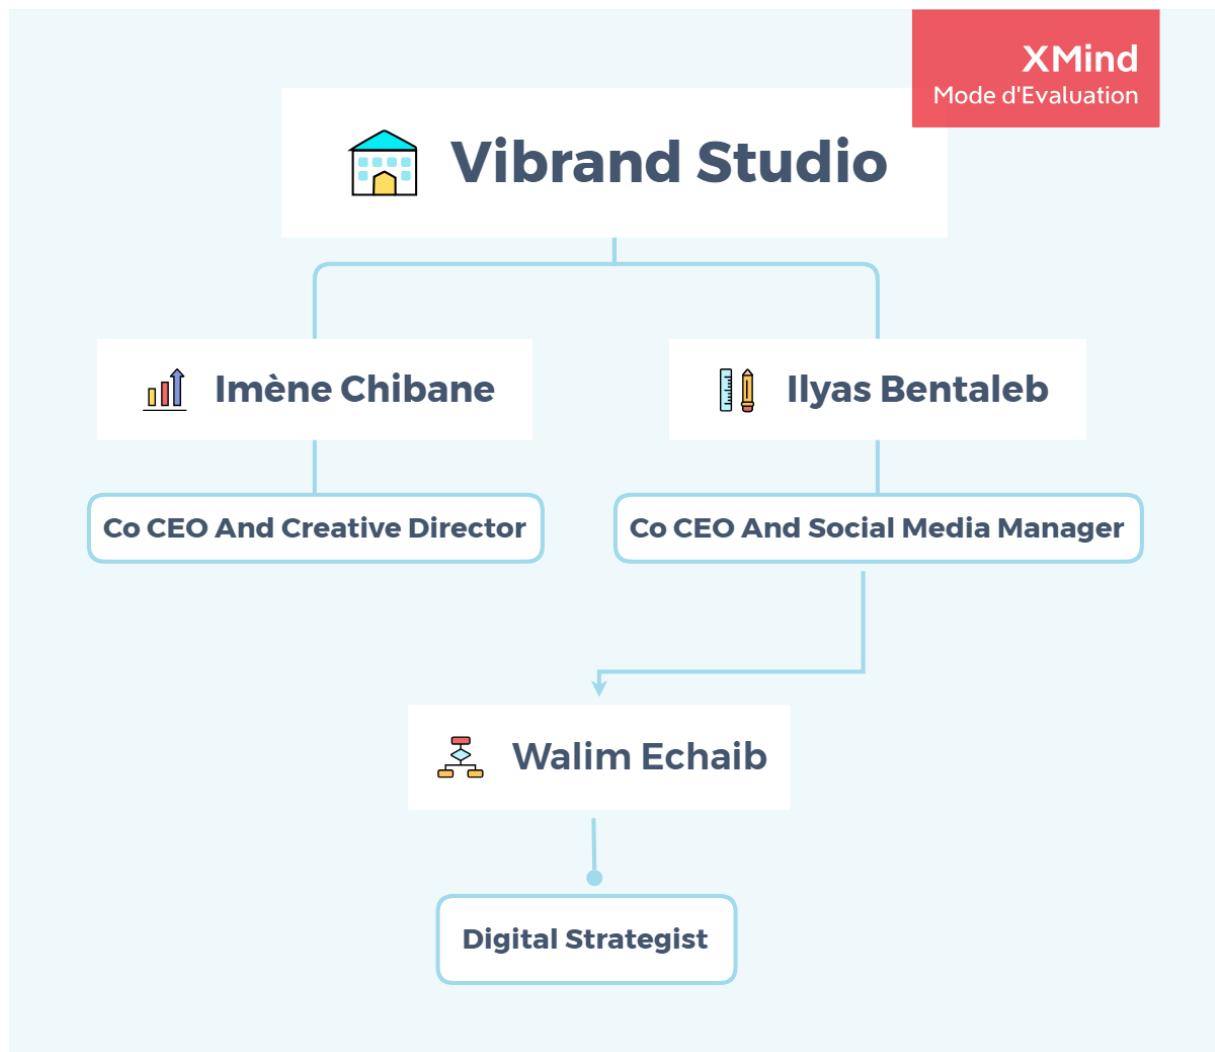 XMind
Mode d'Evaluation
Vibrand Studio
Imène Chibane
Ilyas Bentaleb
Co CEO And Creative Director
Co CEO And Social Media Manager
Walim Echaib
Digital Strategist